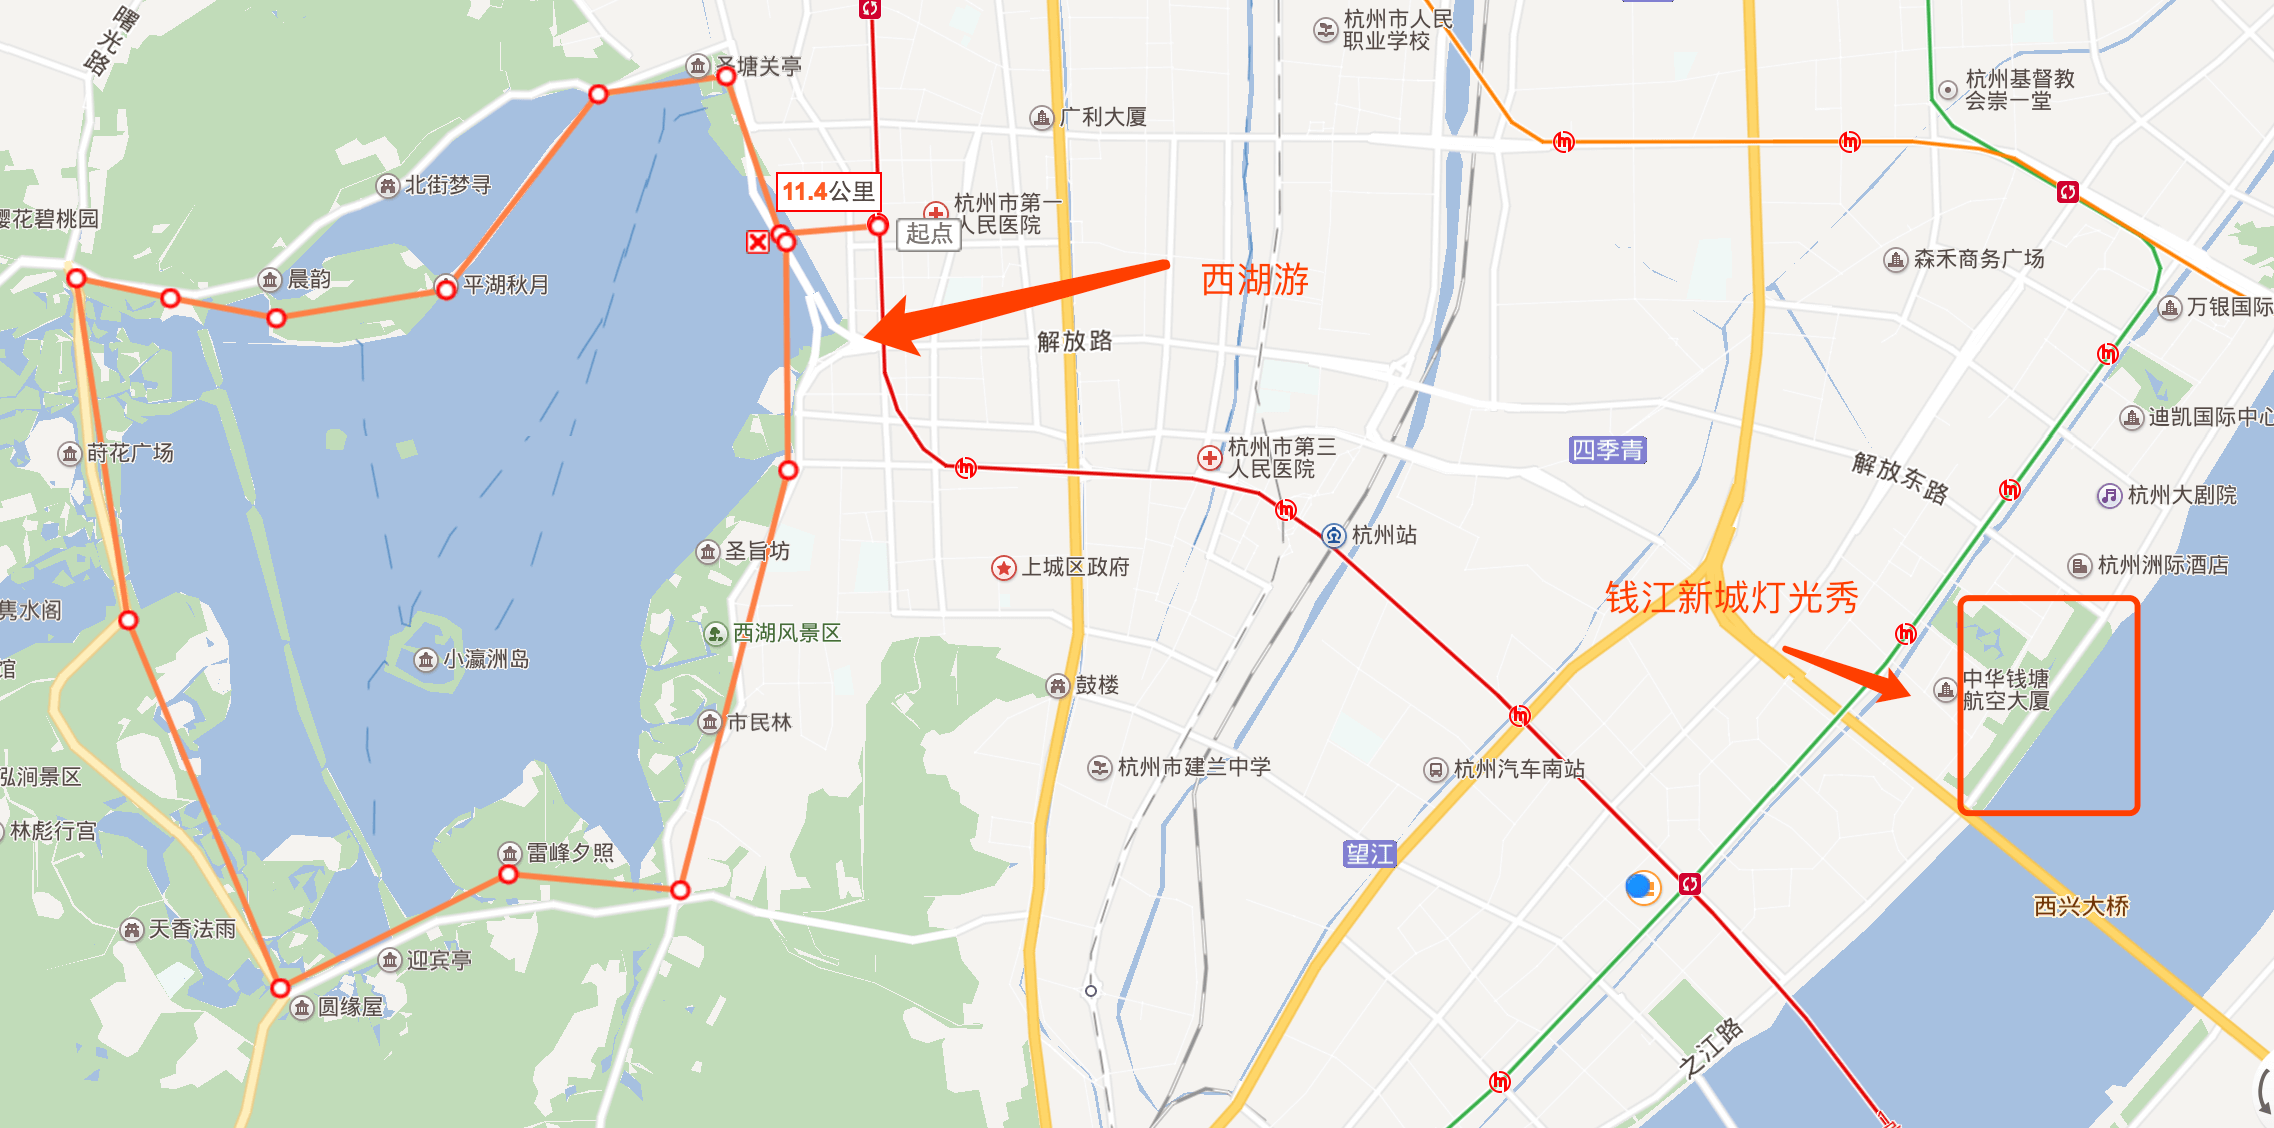 曙光路
圣塘关亭
杭州市人民
职业学校
杭州基督教
会崇一堂
广利大厦
北街梦寻
11.4公里
杭州市第一
人民医院
起点
樱花碧桃园
晨韵
平湖秋月
西湖游
森禾商务广场
万银国际
解放路
迪凯国际中心
莳花广场
杭州市第三
人民医院
四季青
解放东路
杭州大剧院
杭州站
圣旨坊
上城区政府
杭州洲际酒店
钱江新城灯光秀
隽水阁
西湖风景区
小瀛洲岛
馆
中华钱塘
航空大厦
鼓楼
市民林
泓涧景区
杭州市建兰中学
杭州汽车南站
林彪行宫
雷峰夕照
望江
西兴大桥
天香法雨
迎宾亭
圆缘屋
之江路